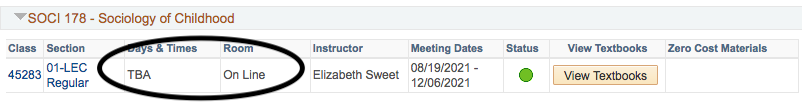 SOCI 178 - Sociology of Childhood
Class Section Days & Times Room Instructor Meeting Dates Status View Textbooks Zero Cost Materials
45283 01-LEC Regular TBA On Line Elizabeth Sweet 08/19/2021 - 12/06/2021 View Textbooks